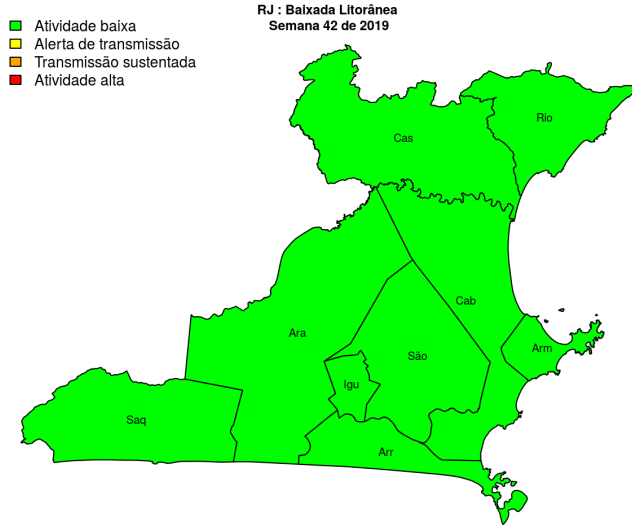 RJ : Baixada Litorânea
Semana 42 de 2019
Atividade baixa
Alerta de transmissão
Transmissão sustentada
Atividade alta
Rio
Cas
Cab
Ara
Arm
São
Igu
Saq
Arr